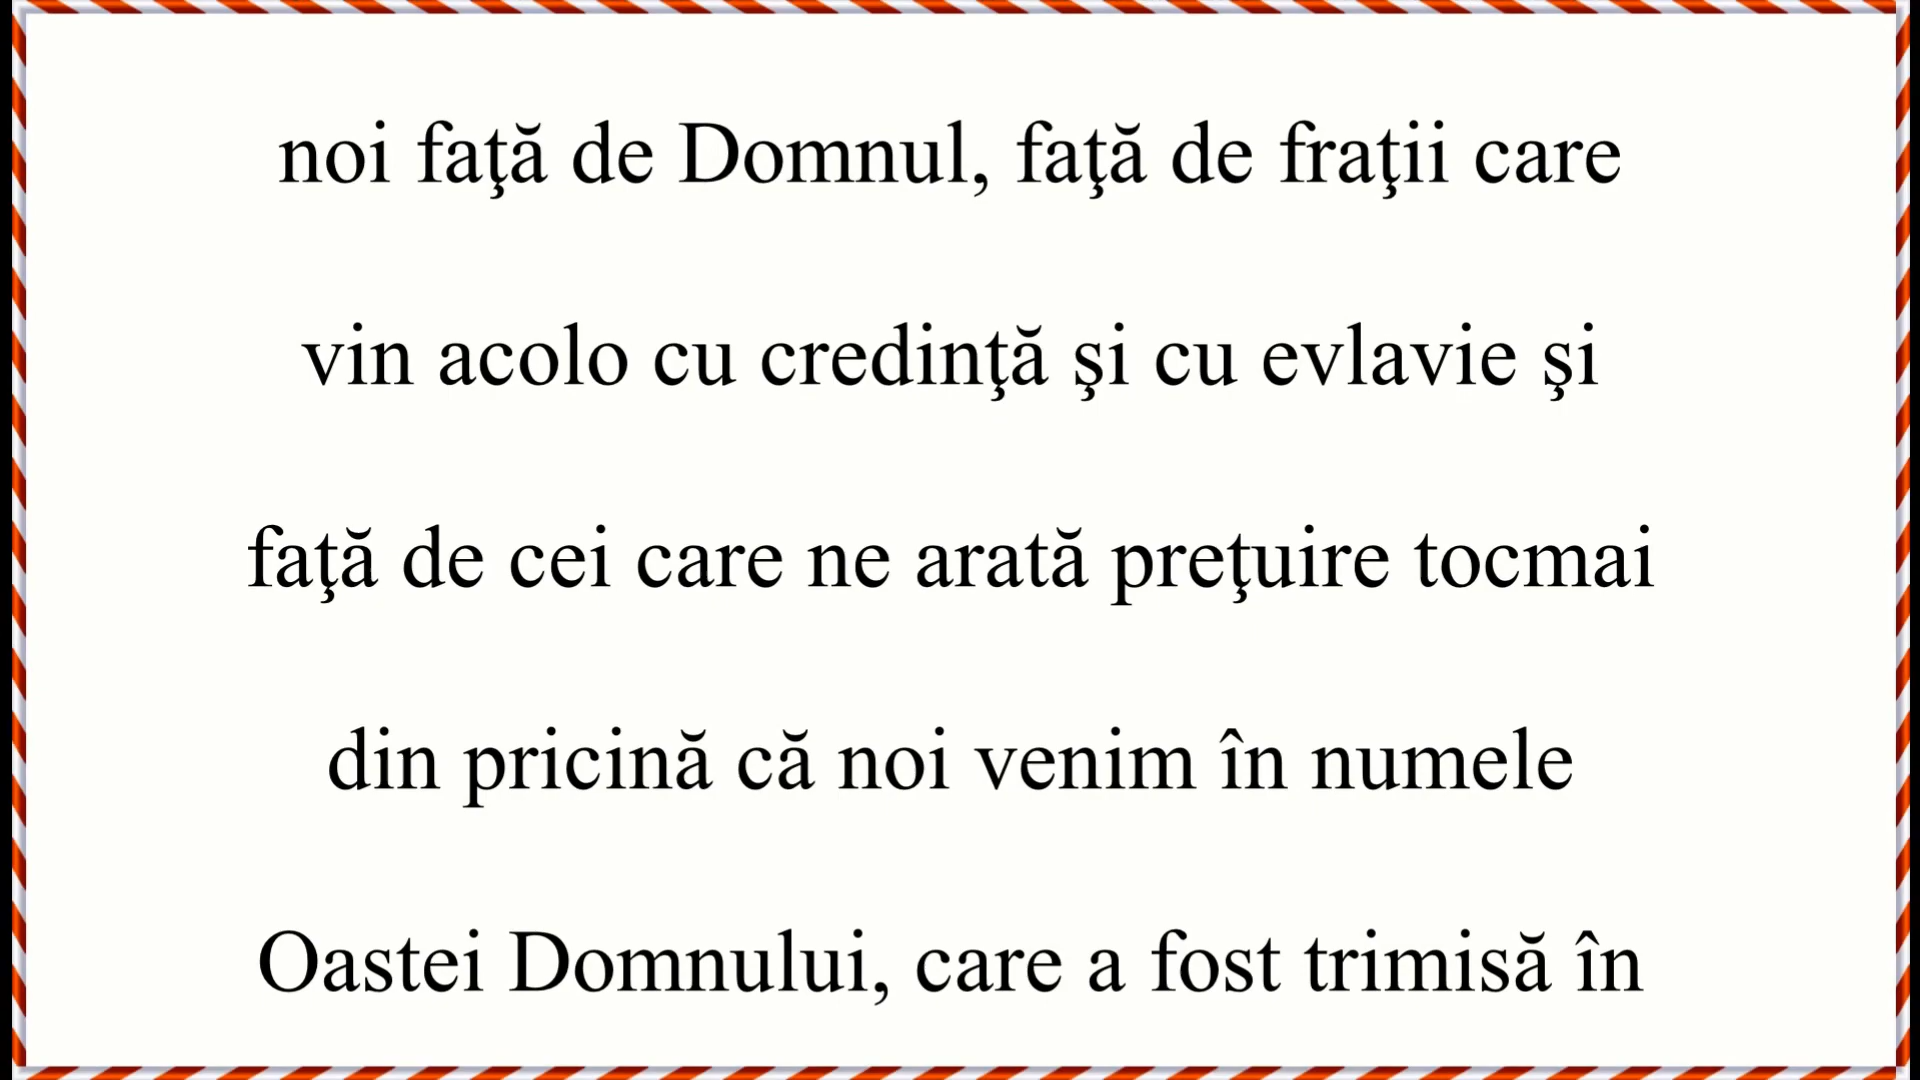 noi faţă de Domnul, faţă de fraţii care
vin acolo cu credinţă şi cu evlavie şi
faţă de cei care ne arată preţuire tocmai
din pricină că noi venim în numele
Oastei Domnului, care a fost trimisă în